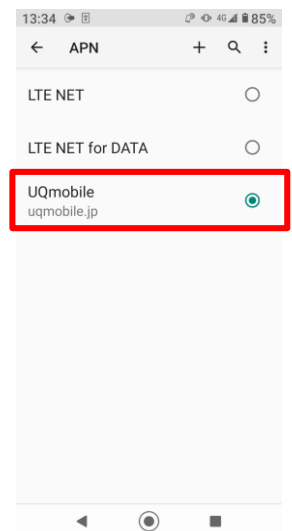 13:34 4G 85%
APN
LTE NET
LTE NET for DATA
UQmobile
uqmobile.jp